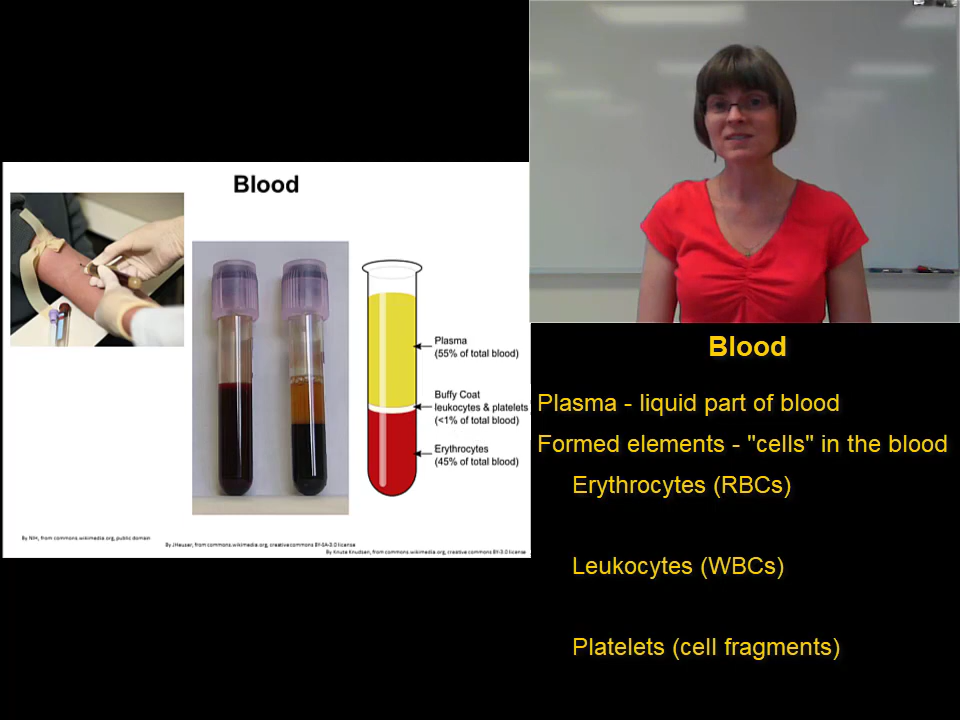 Blood
Plasma
(55% of total blood)
Buffy Coat
leukocytes & platelets
(<1% of total blood)
Erythrocytes
(45% of total blood)
By NIH, from commons.wikimedia.org, public domain
By JHeuser, from commons.wikimedia.org, creative commons BY-SA-3.0 license
By Knute Knudsen, from commons.wikimedia.org, creative commons BY-3.0 license
Blood
Plasma - liquid part of blood
Formed elements - "cells" in the blood
Erythrocytes (RBCs)
Leukocytes (WBCs)
Platelets (cell fragments)